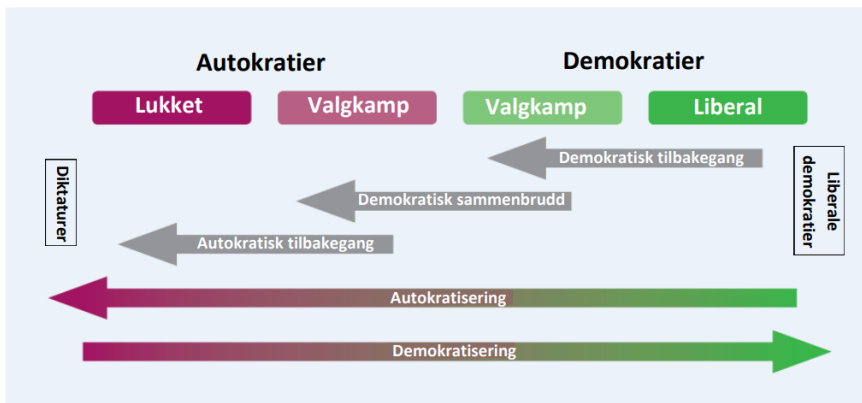 Autokratier
Demokratier
Lukket
Valgkamp
Valgkamp
Liberal
Demokratisk tilbakegang
Demokratisk sammenbrudd
Autokratisk tilbakegang
Diktaturer
Liberale
demokratier
Autokratisering
Demokratisering